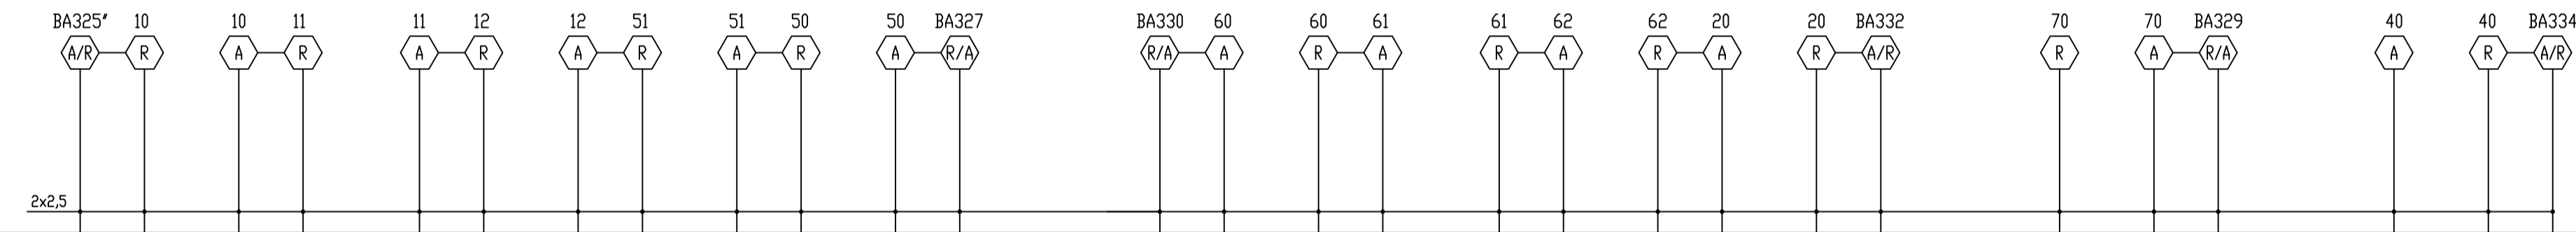 BA325″ 10 10 11 11 12 12 51 51 50 50 BA327 BA330 60 60 61 61 62 62 20 20 BA332 70 70 BA329 40 40 BA334
A/R R A R A R A R A R A R/A R/A A R A R A R A R A/R R A R/A A R A/R
2x2,5